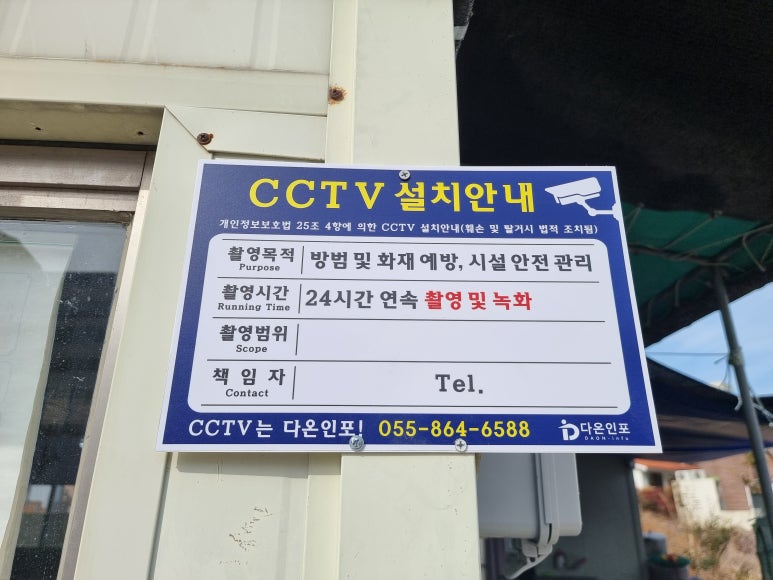 CCTV 설치안내
개인정보보호법 25조 4항에 의한 CCTV 설치안내(훼손 및 탈거시 법적 조치됨)
촬영목적 방범 및 화재 예방, 시설 안전 관리
Purpose
촬영시간 24시간 연속 촬영 및 녹화
Running Time
촬영범위
Scope
책 임 자 Tel.
Contact
CCTV는 다온인포! 055-864-6588 다온인포
DAON-info